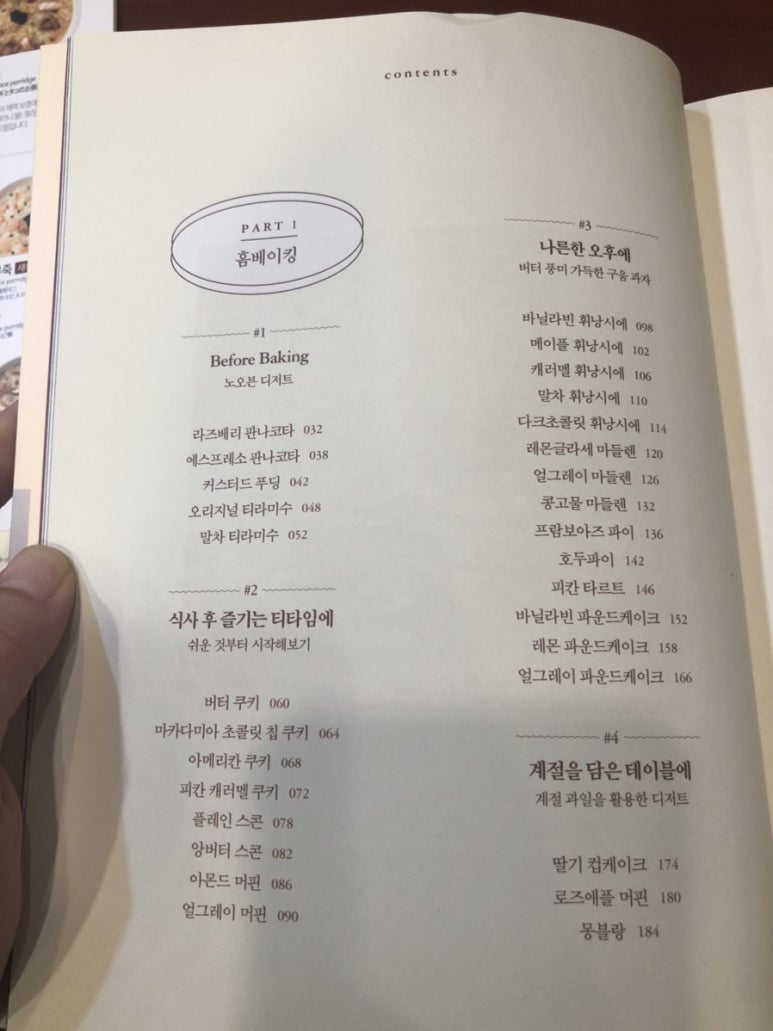 contents
PART 1
홈베이킹
#1
Before Baking
노오븐 디저트
라즈베리 판나코타 032
에스프레소 판나코타 038
커스터드 푸딩 042
오리지널 티라미수 048
말차 티라미수 052
#2
식사 후 즐기는 티타임에
쉬운 것부터 시작해보기
버터 쿠키 060
마카다미아 초콜릿 칩 쿠키 064
아메리칸 쿠키 068
피칸 캐러멜 쿠키 072
플레인 스콘 078
앙버터 스콘 082
아몬드 머핀 086
얼그레이 머핀 090
#3
나른한 오후에
버터 풍미 가득한 구움 과자
바닐라빈 휘낭시에 098
메이플 휘낭시에 102
캐러멜 휘낭시에 106
말차 휘낭시에 110
다크초콜릿 휘낭시에 114
레몬글라세 마들렌 120
얼그레이 마들렌 126
콩고물 마들렌 132
프람보아즈 파이 136
호두파이 142
피칸 타르트 146
바닐라빈 파운드케이크 152
레몬 파운드케이크 158
얼그레이 파운드케이크 166
#4
계절을 담은 테이블에
계절 과일을 활용한 디저트
딸기 컵케이크 174
로즈애플 머핀 180
몽블랑 184
ice porridge